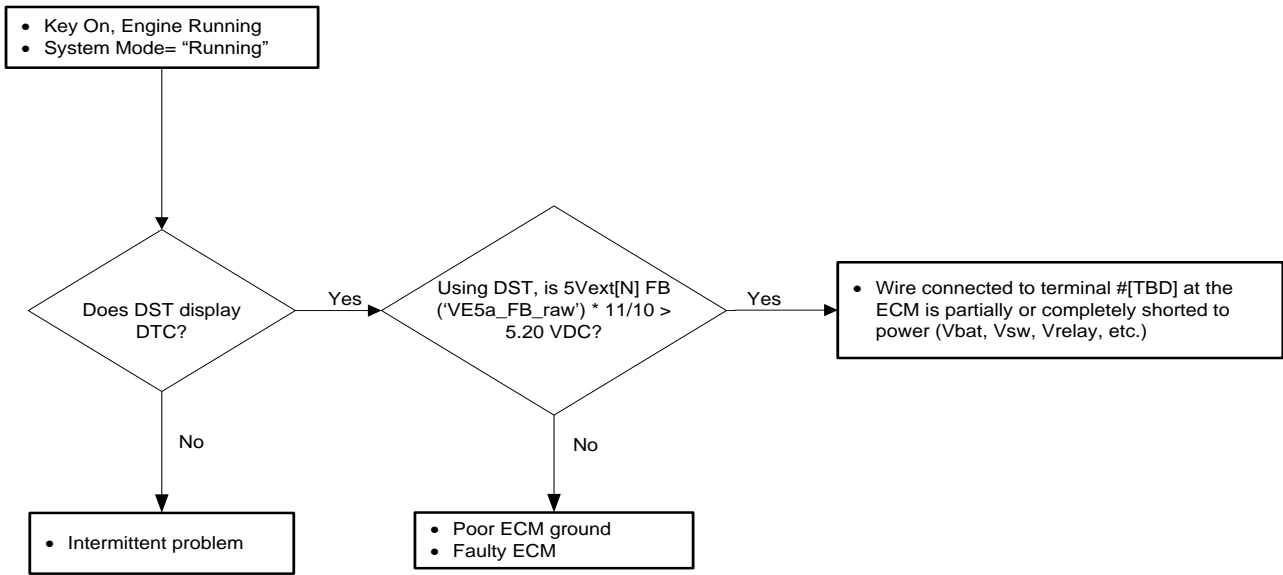 • Key On, Engine Running
• System Mode= “Running”
Does DST display
DTC?
Yes
Using DST, is 5Vext[N] FB
(‘VE5a_FB_raw’) * 11/10 >
5.20 VDC?
Yes
• Wire connected to terminal #[TBD] at the
ECM is partially or completely shorted to
power (Vbat, Vsw, Vrelay, etc.)
No
No
• Intermittent problem
• Poor ECM ground
• Faulty ECM